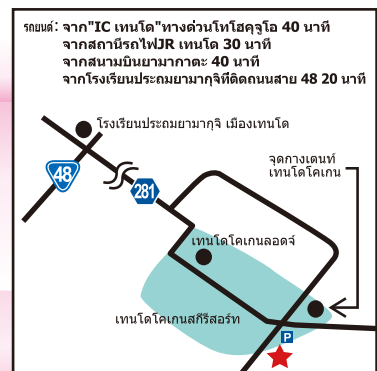 รถยนต์: จาก"IC เทนโด"ทางด่วนโทโฮคุจูโอ 40 นาที
จากสถานีรถไฟJR เทนโด 30 นาที
จากสนามบินยามากาตะ 40 นาที
จากโรงเรียนประถมยามากุจิที่ติดถนนสาย 48 20 นาที
โรงเรียนประถมยามากุจิ เมืองเทนโด
48
281
จุดกางเตนท์
เทนโดโคเกน
เทนโดโคเกนลอดจ์
เทนโดโคเกนสกีรีสอร์ท
P